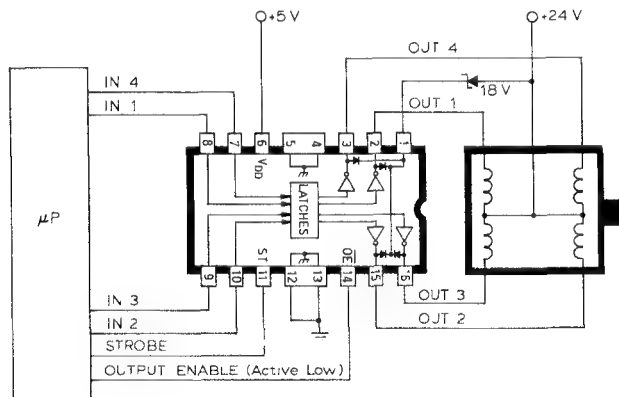 +5 V
+24 V
OUT 4
IN 4
IN 1
OUT 1
18 V
8
7
6
5
4
3
2
1
VDD
μP
LATCHES
ST
OE
9
10
11
12
13
14
15
16
IN 3
IN 2
STROBE
OUTPUT ENABLE (Active Low)
OUT 3
OUT 2